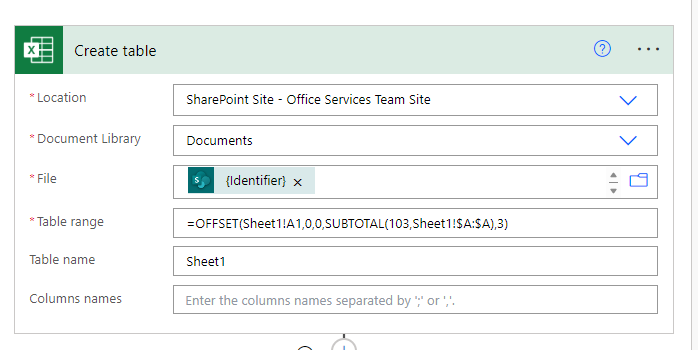 Create table
* Location
SharePoint Site - Office Services Team Site
* Document Library
Documents
* File
{Identifier} ×
* Table range
=OFFSET(Sheet1!A1,0,0,SUBTOTAL(103,Sheet1!$A:$A),3)
Table name
Sheet1
Columns names
Enter the columns names separated by ';' or ','.